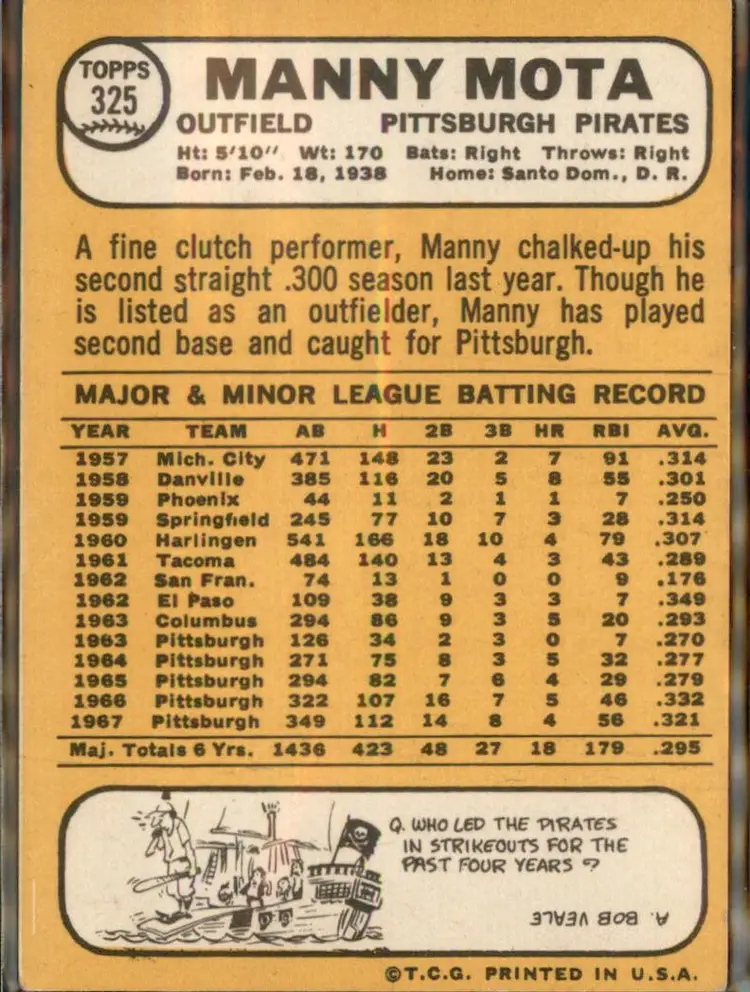 TOPPS
325
MANNY MOTA
OUTFIELD PITTSBURGH PIRATES
Ht: 5'10" Wt: 170 Bats: Right Throws: Right
Born: Feb. 18, 1938 Home: Santo Dom., D. R.
A fine clutch performer, Manny chalked-up his
second straight .300 season last year. Though he
is listed as an outfielder, Manny has played
second base and caught for Pittsburgh.
MAJOR & MINOR LEAGUE BATTING RECORD
YEAR TEAM AB H 2B 3B HR RBI AVG.
1957 Mich. City 471 148 23 2 7 91 .314
1958 Danville 385 116 20 5 8 55 .301
1959 Phoenix 44 11 2 1 1 7 .250
1959 Springfield 245 77 10 7 3 28 .314
1960 Harlingen 541 166 18 10 4 79 .307
1961 Tacoma 484 140 13 4 3 43 .289
1962 San Fran. 74 13 1 0 0 9 .176
1962 El Paso 109 38 9 3 3 7 .349
1963 Columbus 294 86 9 3 5 20 .293
1963 Pittsburgh 126 34 2 3 0 7 .270
1964 Pittsburgh 271 75 8 3 5 32 .277
1965 Pittsburgh 294 82 7 6 4 29 .279
1966 Pittsburgh 322 107 16 7 5 46 .332
1967 Pittsburgh 349 112 14 8 4 56 .321
Maj. Totals 6 Yrs. 1436 423 48 27 18 179 .295
Q. WHO LED THE PIRATES
IN STRIKEOUTS FOR THE
PAST FOUR YEARS ?
A. BOB VEALE
©T.C.G. PRINTED IN U.S.A.